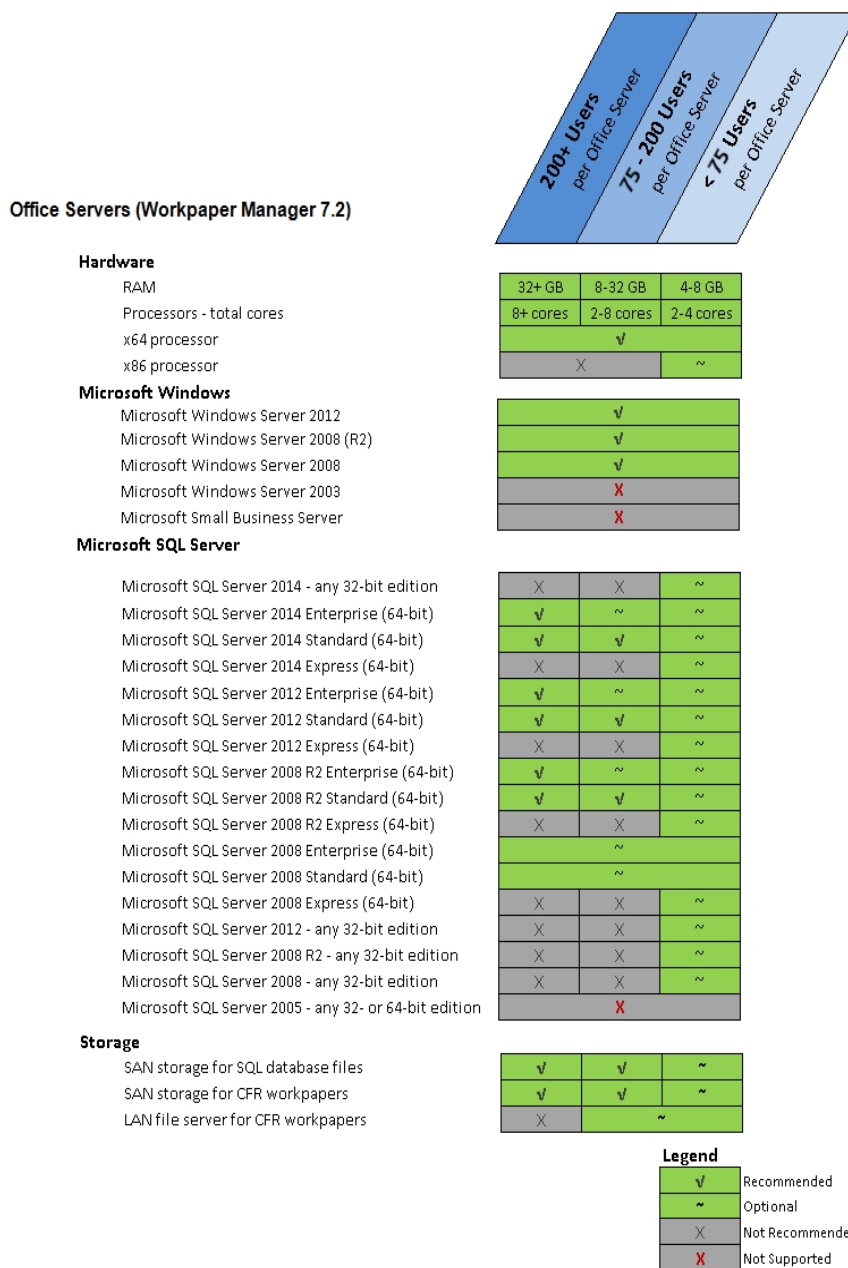 200+ Users
per Office Server
75 - 200 Users
per Office Server
< 75 Users
per Office Server
Office Servers (Workpaper Manager 7.2)
Hardware
RAM 32+ GB 8-32 GB 4-8 GB
Processors - total cores 8+ cores 2-8 cores 2-4 cores
x64 processor √
x86 processor X ~
Microsoft Windows
Microsoft Windows Server 2012 √
Microsoft Windows Server 2008 (R2) √
Microsoft Windows Server 2008 √
Microsoft Windows Server 2003 X
Microsoft Small Business Server X
Microsoft SQL Server
Microsoft SQL Server 2014 - any 32-bit edition X X ~
Microsoft SQL Server 2014 Enterprise (64-bit) √ ~ ~
Microsoft SQL Server 2014 Standard (64-bit) √ √ ~
Microsoft SQL Server 2014 Express (64-bit) X X ~
Microsoft SQL Server 2012 Enterprise (64-bit) √ ~ ~
Microsoft SQL Server 2012 Standard (64-bit) √ √ ~
Microsoft SQL Server 2012 Express (64-bit) X X ~
Microsoft SQL Server 2008 R2 Enterprise (64-bit) √ ~ ~
Microsoft SQL Server 2008 R2 Standard (64-bit) √ √ ~
Microsoft SQL Server 2008 R2 Express (64-bit) X X ~
Microsoft SQL Server 2008 Enterprise (64-bit) ~
Microsoft SQL Server 2008 Standard (64-bit) ~
Microsoft SQL Server 2008 Express (64-bit) X X ~
Microsoft SQL Server 2012 - any 32-bit edition X X ~
Microsoft SQL Server 2008 R2 - any 32-bit edition X X ~
Microsoft SQL Server 2008 - any 32-bit edition X X ~
Microsoft SQL Server 2005 - any 32- or 64-bit edition X
Storage
SAN storage for SQL database files √ √ ~
SAN storage for CFR workpapers √ √ ~
LAN file server for CFR workpapers X ~
Legend
√ Recommended
~ Optional
X Not Recommende
X Not Supported